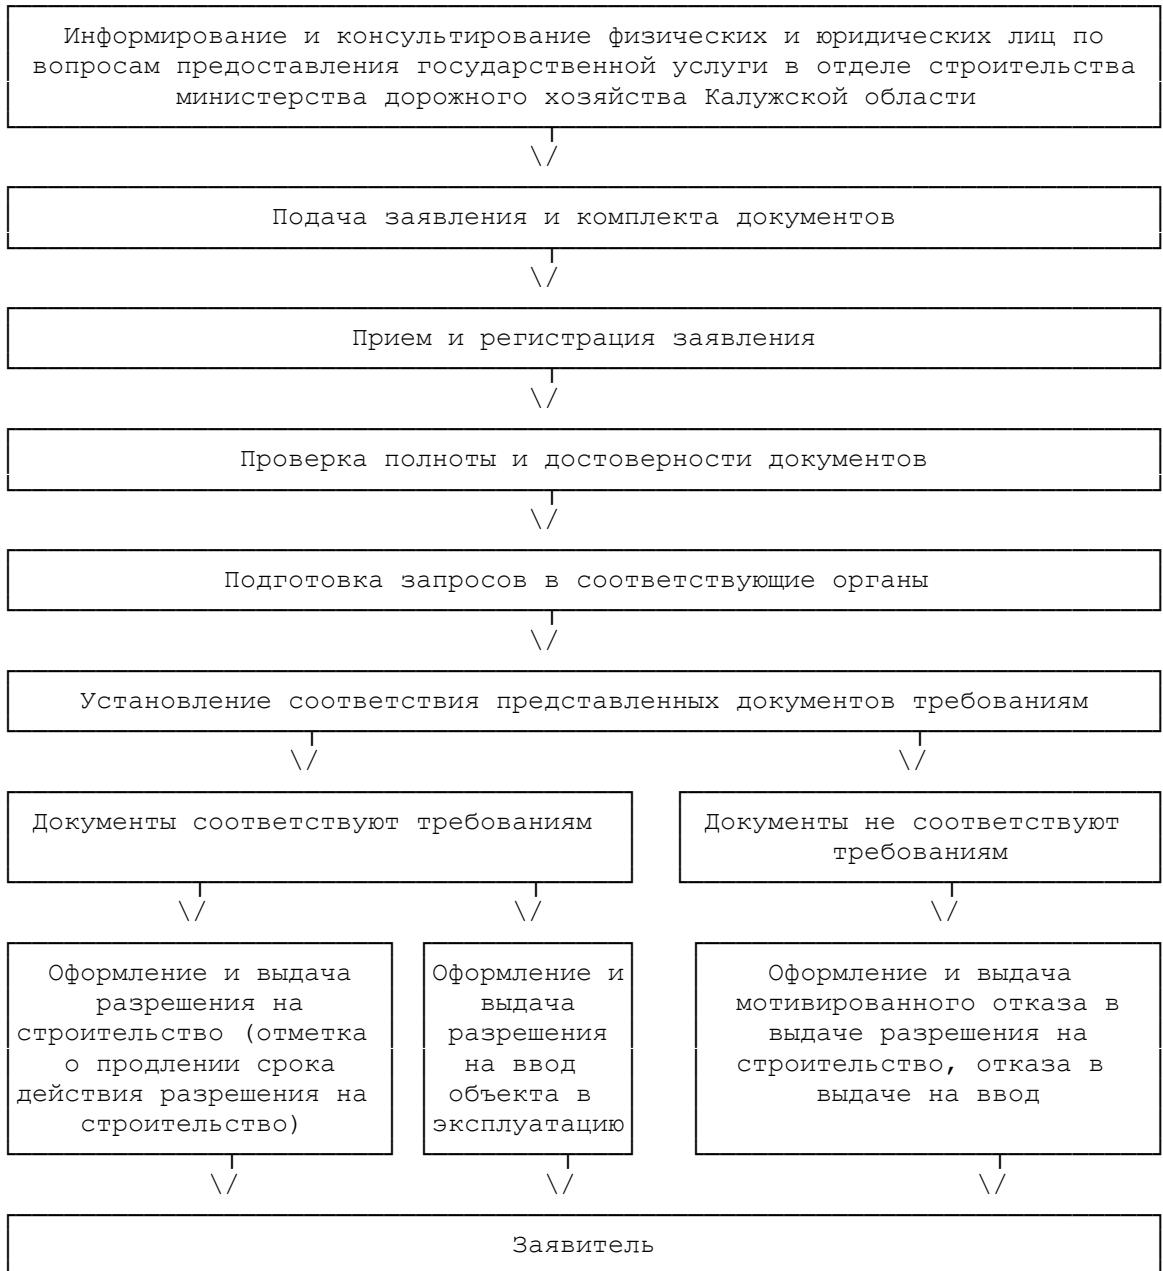 Информирование и консультирование физических и юридических лиц по
вопросам предоставления государственной услуги в отделе строительства
министерства дорожного хозяйства Калужской области
\/
Подача заявления и комплекта документов
\/
Прием и регистрация заявления
\/
Проверка полноты и достоверности документов
\/
Подготовка запросов в соответствующие органы
\/
Установление соответствия представленных документов требованиям
\/ \/
Документы соответствуют требованиям
Документы не соответствуют
требованиям
\/ \/ \/
Оформление и выдача
разрешения на
строительство (отметка
о продлении срока
действия разрешения на
строительство)
Оформление и
выдача
разрешения
на ввод
объекта в
эксплуатацию
Оформление и выдача
мотивированного отказа в
выдаче разрешения на
строительство, отказа в
выдаче на ввод
\/ \/ \/
Заявитель